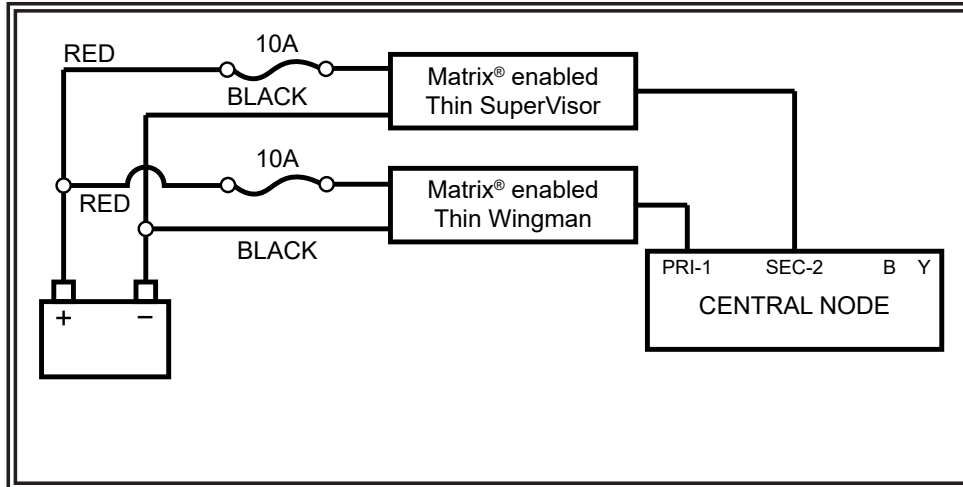 RED
10A
BLACK
Matrix® enabled
Thin SuperVisor
10A
RED
BLACK
Matrix® enabled
Thin Wingman
PRI-1 SEC-2 B Y
CENTRAL NODE
+ −